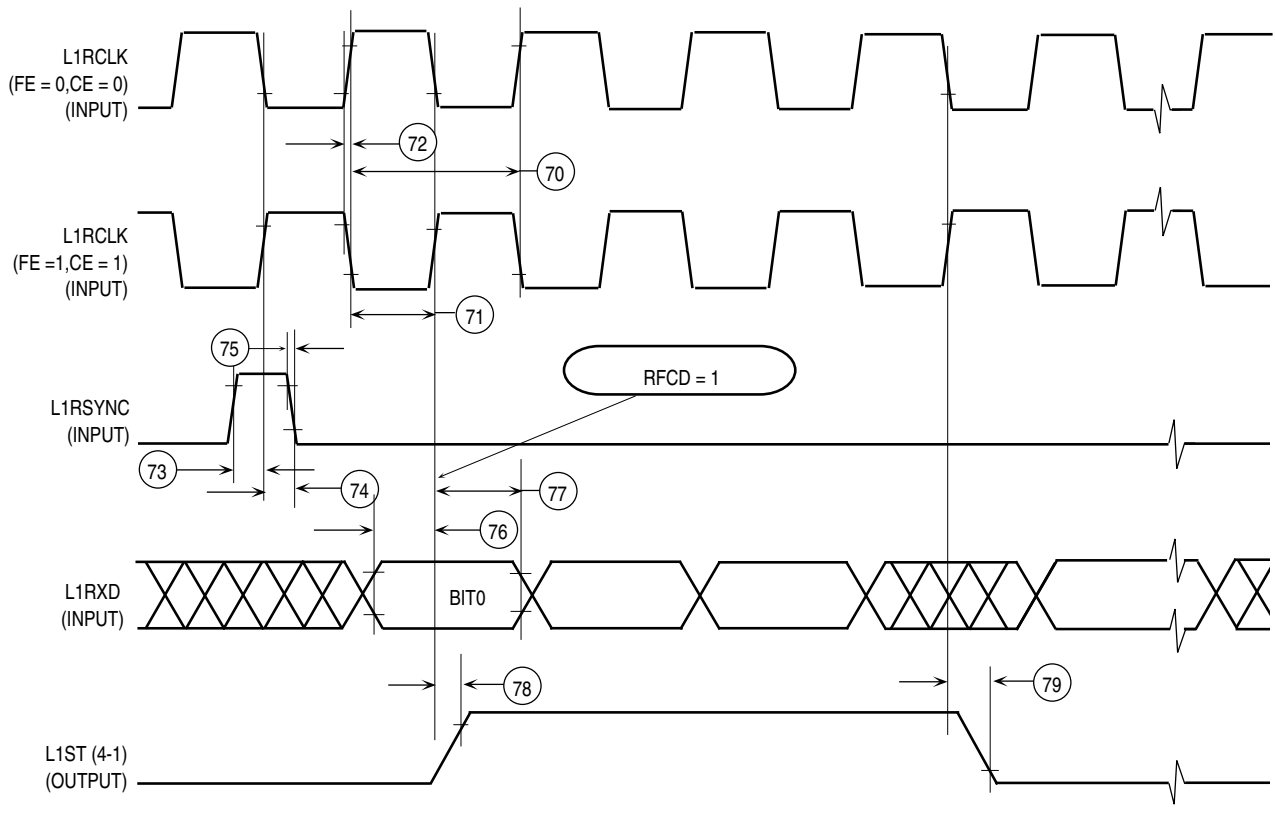 L1RCLK
(FE = 0,CE = 0)
(INPUT)
72
70
L1RCLK
(FE =1,CE = 1)
(INPUT)
71
75
RFCD = 1
L1RSYNC
(INPUT)
73
74
77
76
L1RXD
(INPUT)
BIT0
78
79
L1ST (4-1)
(OUTPUT)